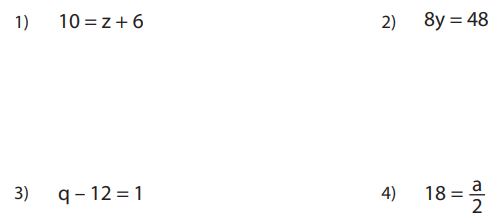 1) 10 = z + 6
2) 8y = 48
3) q – 12 = 1
4) 18 = a/2